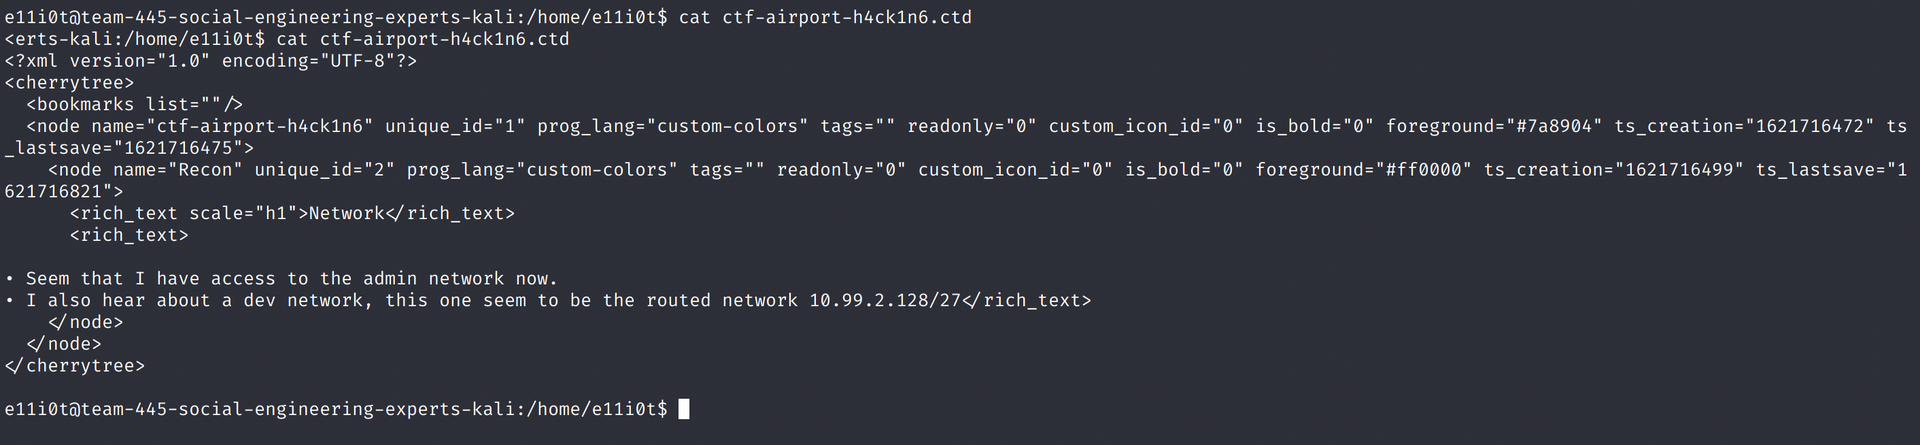 e11i0t@team-445-social-engineering-experts-kali:/home/e11i0t$ cat ctf-airport-h4ck1n6.ctd
<erts-kali:/home/e11i0t$ cat ctf-airport-h4ck1n6.ctd
<?xml version="1.0" encoding="UTF-8"?>
<cherrytree>
  <bookmarks list=""/>
  <node name="ctf-airport-h4ck1n6" unique_id="1" prog_lang="custom-colors" tags="" readonly="0" custom_icon_id="0" is_bold="0" foreground="#7a8904" ts_creation="1621716472" ts
_lastsave="1621716475">
    <node name="Recon" unique_id="2" prog_lang="custom-colors" tags="" readonly="0" custom_icon_id="0" is_bold="0" foreground="#ff0000" ts_creation="1621716499" ts_lastsave="1
621716821">
      <rich_text scale="h1">Network</rich_text>
      <rich_text>

• Seem that I have access to the admin network now.
• I also hear about a dev network, this one seem to be the routed network 10.99.2.128/27</rich_text>
    </node>
  </node>
</cherrytree>

e11i0t@team-445-social-engineering-experts-kali:/home/e11i0t$